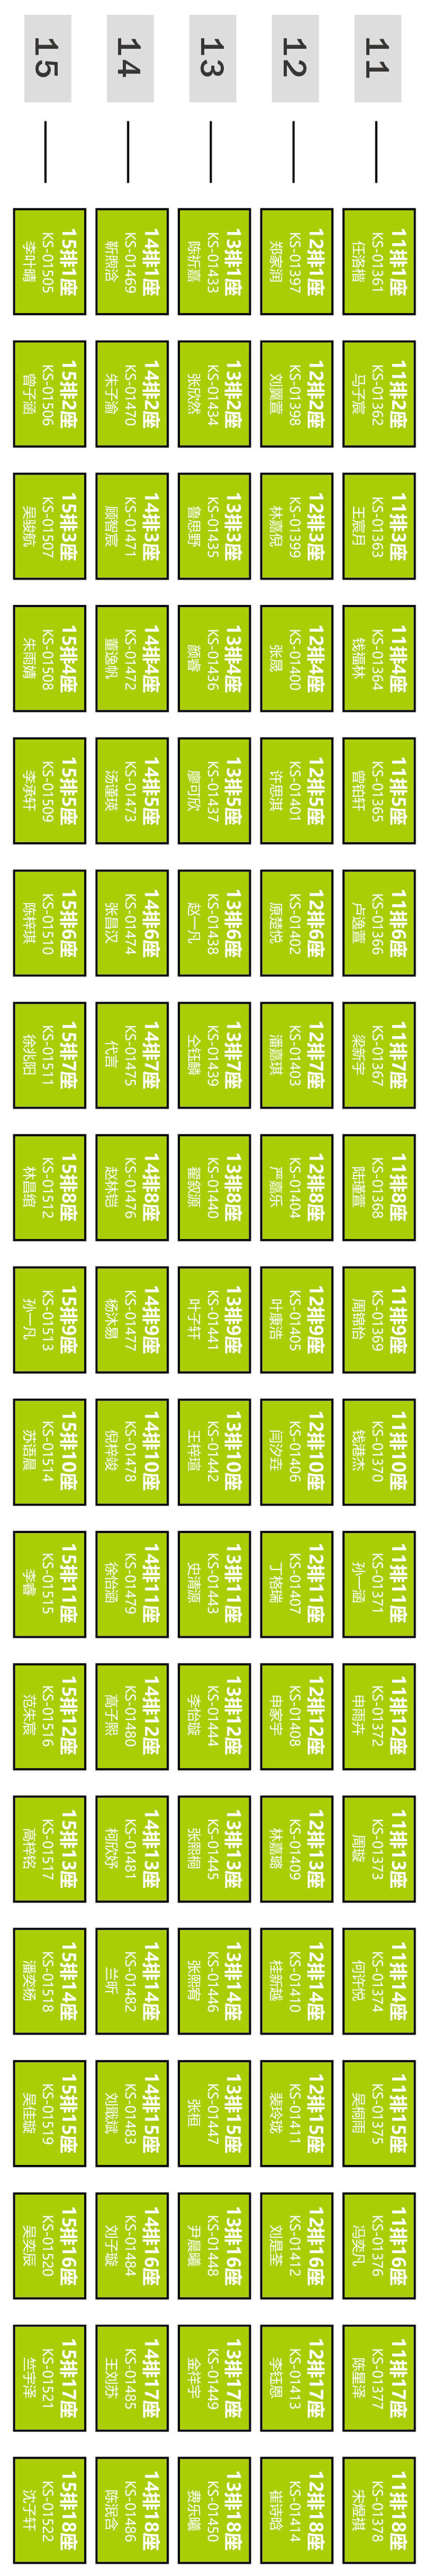 11
11排1座
KS-01361
任洛楷
11排2座
KS-01362
马子宸
11排3座
KS-01363
王宸月
11排4座
KS-01364
钱福林
11排5座
KS-01365
曾铂轩
11排6座
KS-01366
卢逸萱
11排7座
KS-01367
梁新宇
11排8座
KS-01368
陆瑾萱
11排9座
KS-01369
周锦怡
11排10座
KS-01370
钱港杰
11排11座
KS-01371
孙一涵
11排12座
KS-01372
申雨卉
11排13座
KS-01373
周璇
11排14座
KS-01374
何许悦
11排15座
KS-01375
吴桐雨
11排16座
KS-01376
冯奕凡
11排17座
KS-01377
陈星泽
11排18座
KS-01378
宋煜祺
12
12排1座
KS-01397
郑家润
12排2座
KS-01398
刘翼萱
12排3座
KS-01399
林嘉倪
12排4座
KS-01400
张晟
12排5座
KS-01401
许思淇
12排6座
KS-01402
原楚悦
12排7座
KS-01403
潘嘉琪
12排8座
KS-01404
严嘉乐
12排9座
KS-01405
叶康浩
12排10座
KS-01406
闫汐垚
12排11座
KS-01407
丁格瑞
12排12座
KS-01408
申家宇
12排13座
KS-01409
林嘉璐
12排14座
KS-01410
桂新越
12排15座
KS-01411
裴玲珑
12排16座
KS-01412
刘是荃
12排17座
KS-01413
李钰恩
12排18座
KS-01414
崔诗晗
13
13排1座
KS-01433
陈祈嘉
13排2座
KS-01434
张欣然
13排3座
KS-01435
鲁思野
13排4座
KS-01436
颜睿
13排5座
KS-01437
廖可欣
13排6座
KS-01438
赵一凡
13排7座
KS-01439
仝钰麟
13排8座
KS-01440
翟叙源
13排9座
KS-01441
叶子轩
13排10座
KS-01442
王梓瑄
13排11座
KS-01443
史清源
13排12座
KS-01444
李怡璇
13排13座
KS-01445
张熙桐
13排14座
KS-01446
张熙宥
13排15座
KS-01447
张恒
13排16座
KS-01448
尹晨曦
13排17座
KS-01449
金祥宇
13排18座
KS-01450
费乐曦
14
14排1座
KS-01469
靳煦浛
14排2座
KS-01470
朱子渝
14排3座
KS-01471
顾智宸
14排4座
KS-01472
董逸帆
14排5座
KS-01473
汤谨瑛
14排6座
KS-01474
张昌汉
14排7座
KS-01475
代言
14排8座
KS-01476
赵林铠
14排9座
KS-01477
杨沐易
14排10座
KS-01478
倪梓竣
14排11座
KS-01479
徐怡涵
14排12座
KS-01480
高子熙
14排13座
KS-01481
柯欣妤
14排14座
KS-01482
兰昕
14排15座
KS-01483
刘戬斌
14排16座
KS-01484
刘子璇
14排17座
KS-01485
王刘苏
14排18座
KS-01486
陈泯含
15
15排1座
KS-01505
李叶晴
15排2座
KS-01506
曾子涵
15排3座
KS-01507
吴骏航
15排4座
KS-01508
朱雨婧
15排5座
KS-01509
李承轩
15排6座
KS-01510
陈梓琪
15排7座
KS-01511
徐兆阳
15排8座
KS-01512
林昌绾
15排9座
KS-01513
孙一凡
15排10座
KS-01514
苏语晨
15排11座
KS-01515
李睿
15排12座
KS-01516
范朱宸
15排13座
KS-01517
高梓铭
15排14座
KS-01518
潘奕杨
15排15座
KS-01519
吴佳璇
15排16座
KS-01520
吴奕辰
15排17座
KS-01521
竺宇泽
15排18座
KS-01522
沈子轩